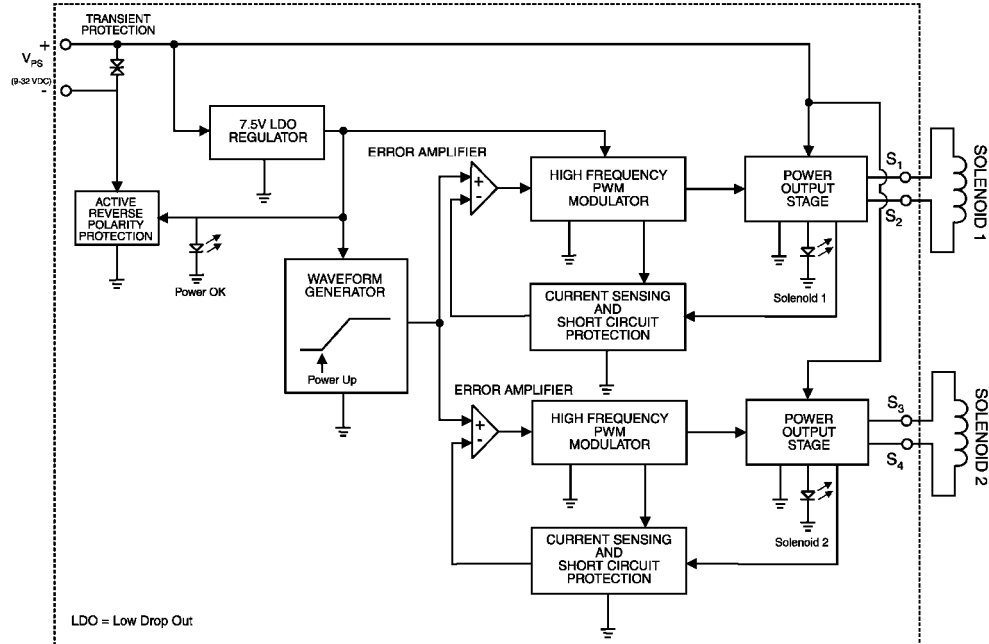 TRANSIENT
PROTECTION
+
VPS
(9-32 VDC)
-
7.5V LDO
REGULATOR
ERROR AMPLIFIER
+
-
HIGH FREQUENCY
PWM
MODULATOR
POWER
OUTPUT
STAGE
S1
S2
SOLENOID 1
ACTIVE
REVERSE
POLARITY
PROTECTION
Power OK
WAVEFORM
GENERATOR
Power Up
Solenoid 1
CURRENT SENSING
AND
SHORT CIRCUIT
PROTECTION
ERROR AMPLIFIER
+
-
HIGH FREQUENCY
PWM
MODULATOR
POWER
OUTPUT
STAGE
S3
S4
SOLENOID 2
Solenoid 2
CURRENT SENSING
AND
SHORT CIRCUIT
PROTECTION
LDO = Low Drop Out